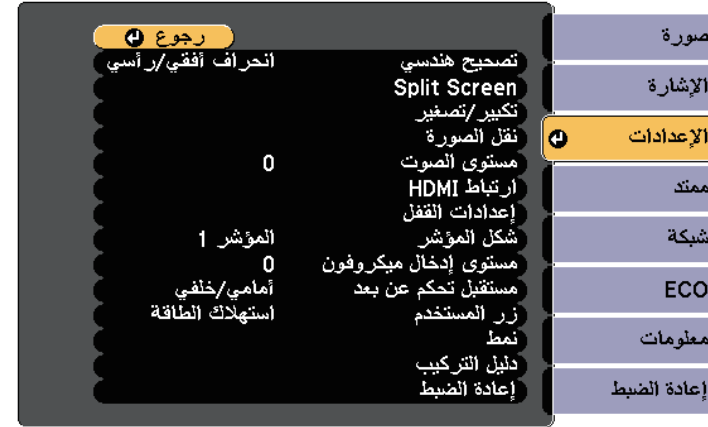 صورة
الإشارة
الإعدادات
ممتد
شبكة
ECO
معلومات
إعادة الضبط
رجوع
تصحيح هندسي انحراف أفقي/رأسي
Split Screen
تكبير/تصغير
نقل الصورة
مستوى الصوت 0
ارتباط HDMI
إعدادات القفل
شكل المؤشر المؤشر 1
مستوى إدخال ميكروفون 0
مستقبل تحكم عن بعد أمامي/خلفي
زر المستخدم استهلاك الطاقة
نمط
دليل التركيب
إعادة الضبط